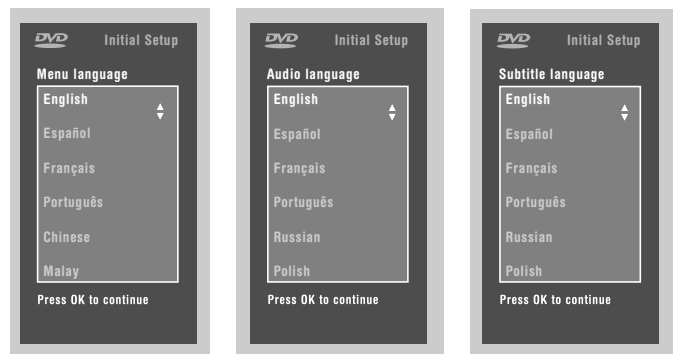 DVD Initial Setup
Menu language
English
Español
Français
Português
Chinese
Malay
Press OK to continue
DVD Initial Setup
Audio language
English
Español
Français
Português
Russian
Polish
Press OK to continue
DVD Initial Setup
Subtitle language
English
Español
Français
Português
Russian
Polish
Press OK to continue